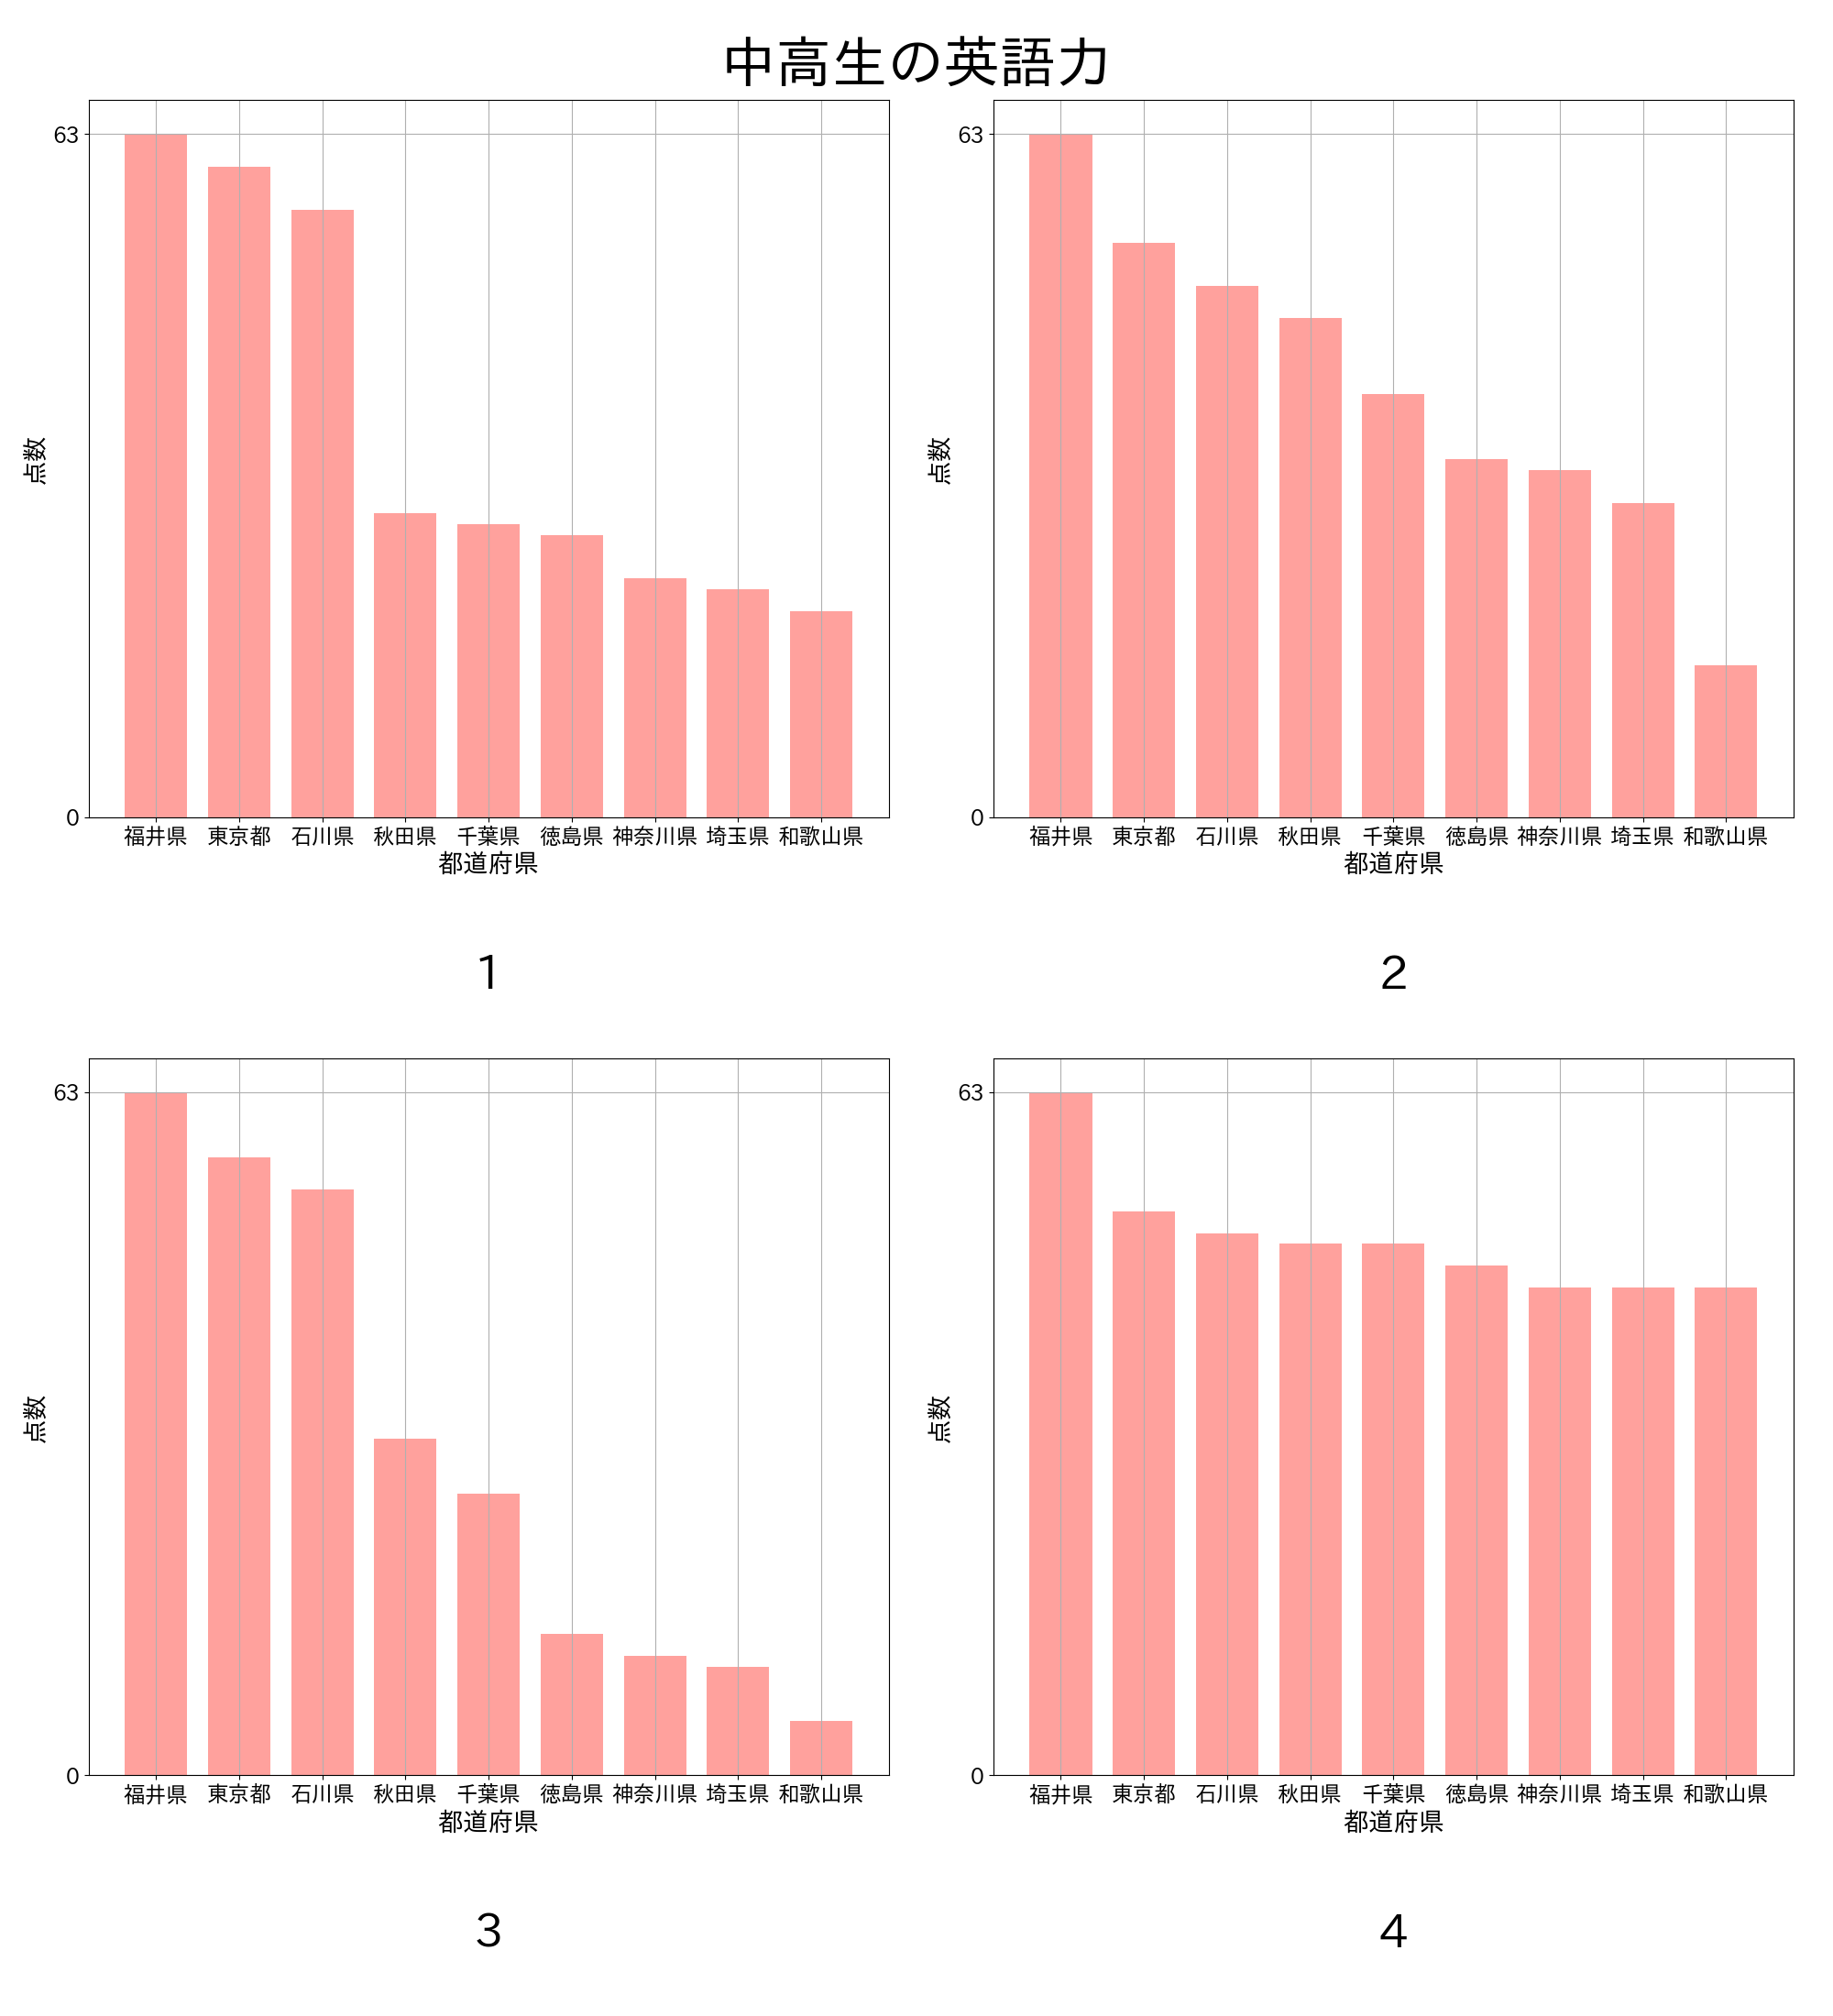 中高生の英語力
63
0
点数
福井県 東京都 石川県 秋田県 千葉県 徳島県 神奈川県 埼玉県 和歌山県
都道府県
1
63
0
点数
福井県 東京都 石川県 秋田県 千葉県 徳島県 神奈川県 埼玉県 和歌山県
都道府県
2
63
0
点数
福井県 東京都 石川県 秋田県 千葉県 徳島県 神奈川県 埼玉県 和歌山県
都道府県
3
63
0
点数
福井県 東京都 石川県 秋田県 千葉県 徳島県 神奈川県 埼玉県 和歌山県
都道府県
4